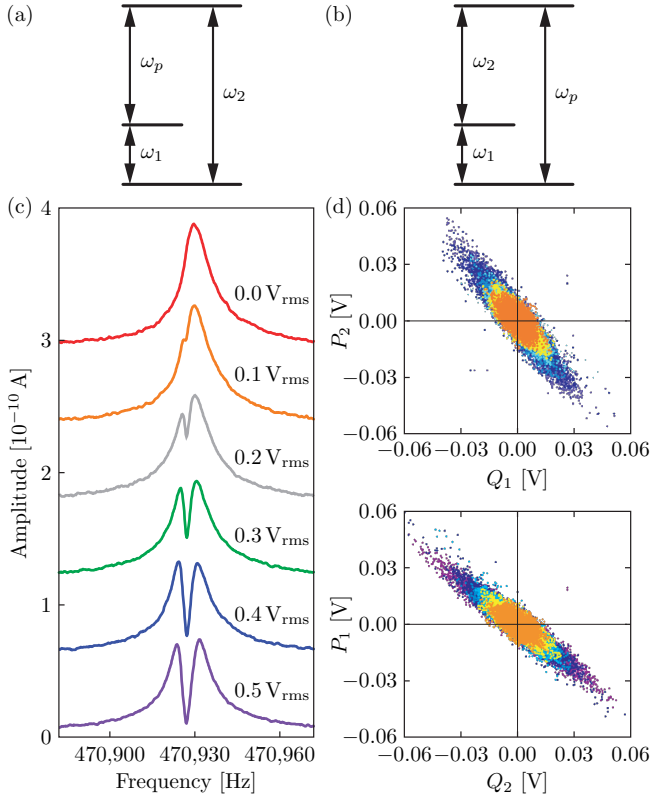 (a)
ω_p
ω_2
ω_1
(b)
ω_2
ω_p
ω_1
(c)
4
3
2
1
0
Amplitude [10^{−10} A]
0.0 V_rms
0.1 V_rms
0.2 V_rms
0.3 V_rms
0.4 V_rms
0.5 V_rms
470,900 470,930 470,960
Frequency [Hz]
(d)
0.06
0.03
0.00
−0.03
−0.06
P_2 [V]
−0.06 −0.03 0.00 0.03 0.06
Q_1 [V]
0.06
0.03
0.00
−0.03
−0.06
P_1 [V]
−0.06 −0.03 0.00 0.03 0.06
Q_2 [V]